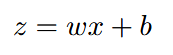 z = wx + b